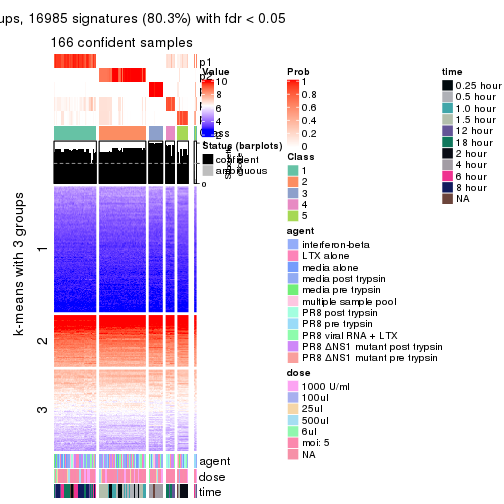 ups, 16985 signatures (80.3%) with fdr < 0.05
166 confident samples
p1
p2
Value
10
8
6
4
2
Class
Status (barplots)
confident
ambiguous
0
k-means with 3 groups
1
2
3
agent
dose
time
Prob
1
0.8
0.6
0.4
0.2
0
Class
1
2
3
4
5
agent
interferon-beta
LTX alone
media alone
media post trypsin
media pre trypsin
multiple sample pool
PR8 post trypsin
PR8 pre trypsin
PR8 viral RNA + LTX
PR8 ΔNS1 mutant post trypsin
PR8 ΔNS1 mutant pre trypsin
dose
1000 U/ml
100ul
25ul
520ul
6ul
moi: 5
NA
time
0.25 hour
0.5 hour
1.0 hour
1.5 hour
12 hour
18 hour
2 hour
4 hour
6 hour
8 hour
NA